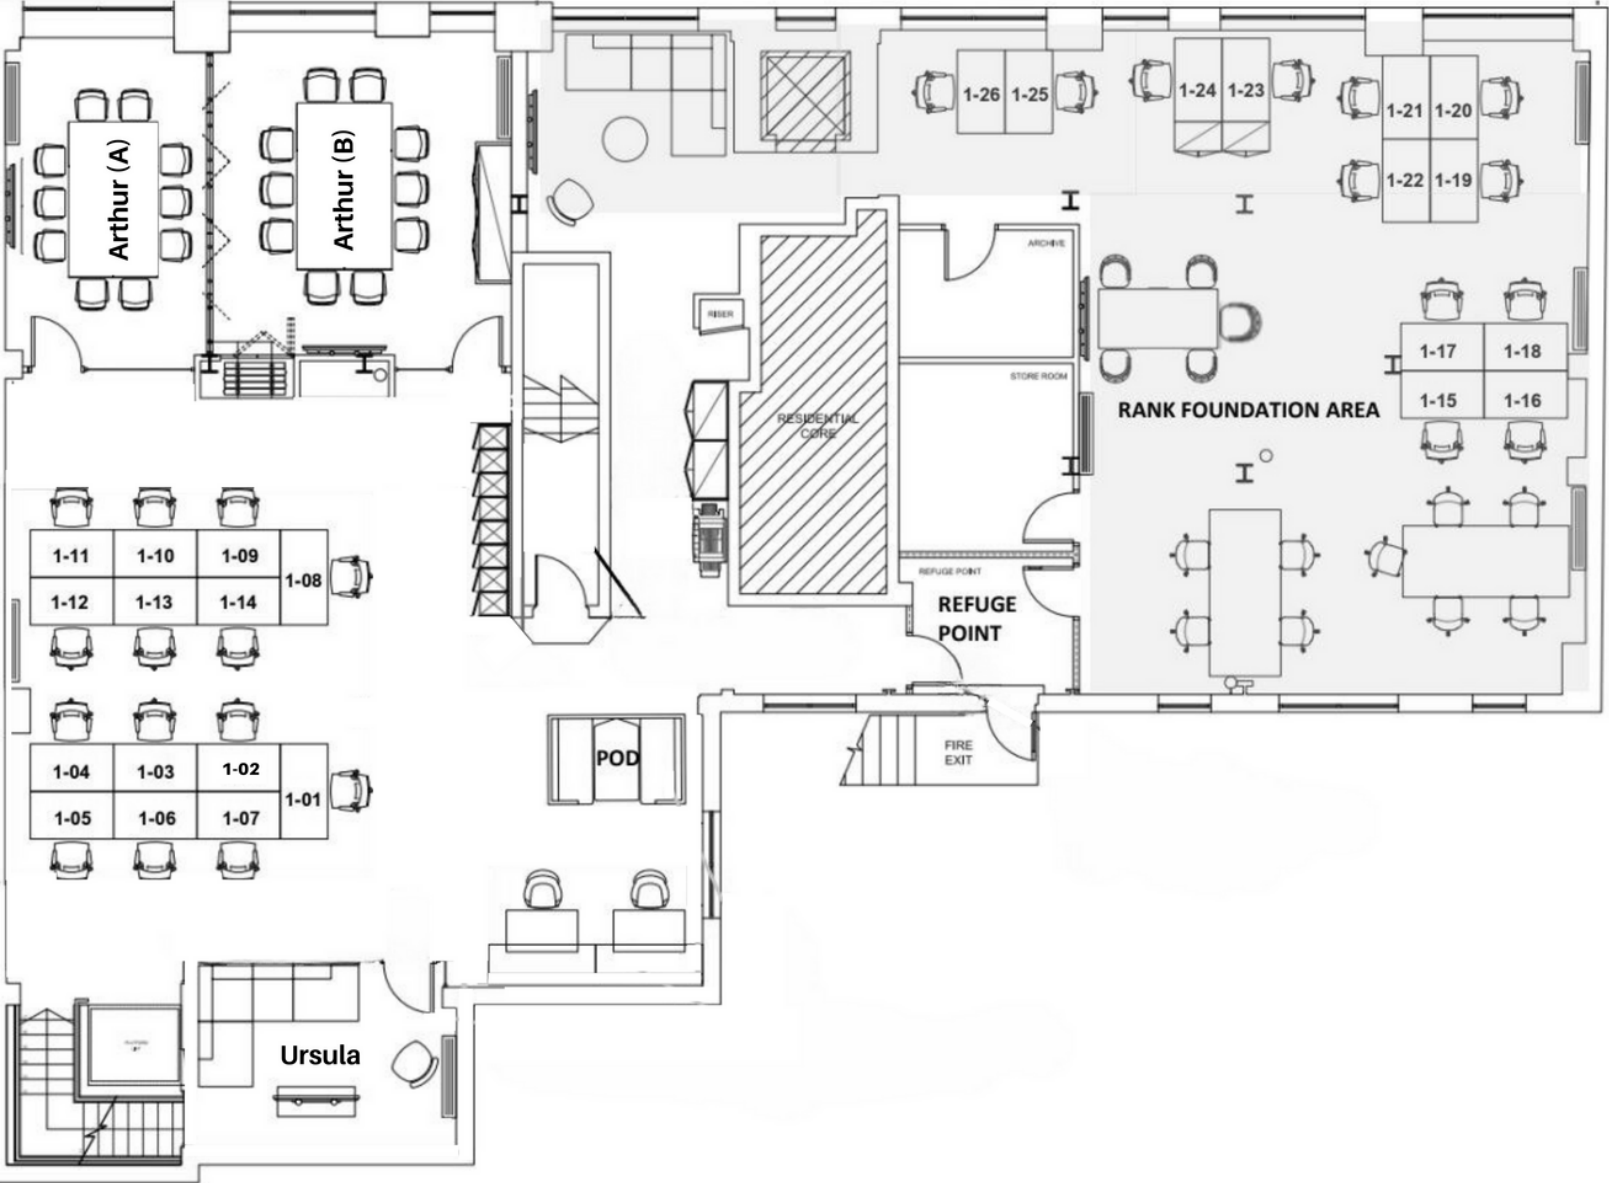 Arthur (A)
Arthur (B)
1-26 1-25
1-24 1-23
1-21 1-20
1-22 1-19
ARCHIVE
RISER
STORE ROOM
1-17 1-18
1-15 1-16
RANK FOUNDATION AREA
RESIDENTIAL
CORE
1-11 1-10 1-09
1-08
1-12 1-13 1-14
REFUGE POINT
REFUGE
POINT
1-04 1-03 1-02
1-01
1-05 1-06 1-07
POD
FIRE
EXIT
Ursula